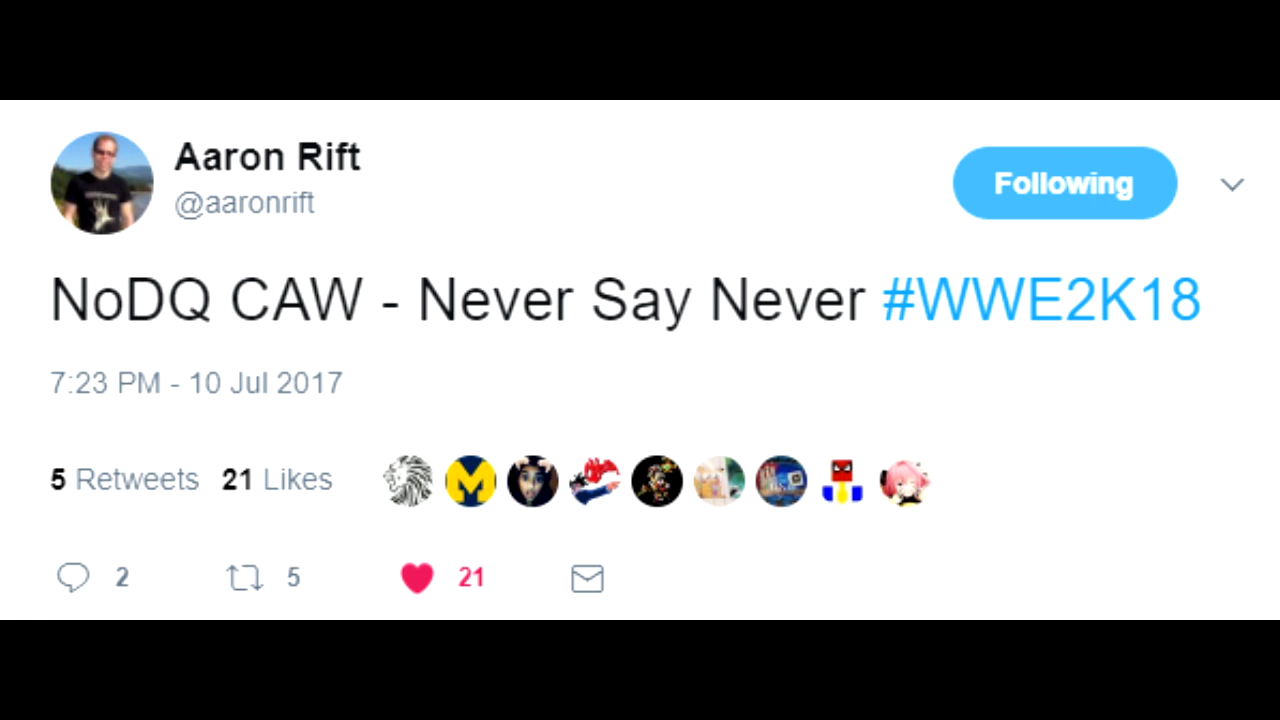 Aaron Rift
@aaronrift
Following
NoDQ CAW - Never Say Never #WWE2K18
7:23 PM - 10 Jul 2017
5 Retweets 21 Likes
M
2 5 21